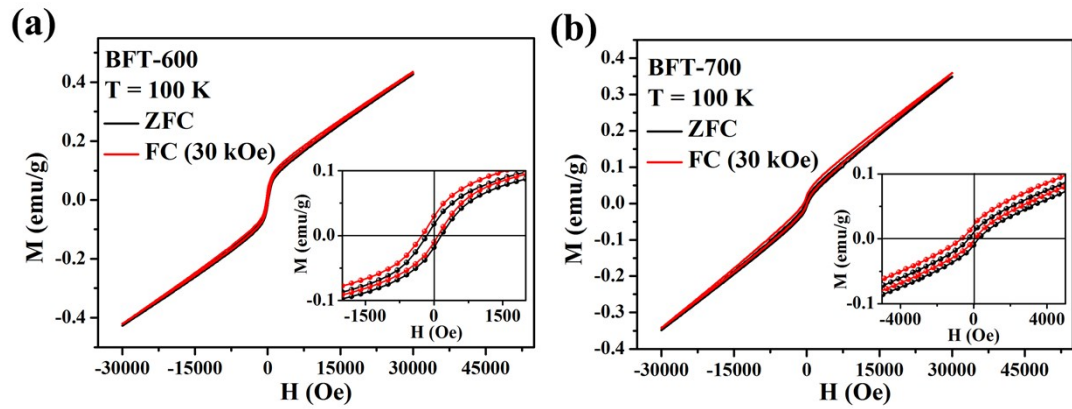 (a)
BFT-600
T = 100 K
ZFC
FC (30 kOe)
M (emu/g)
0.4
0.2
0.0
-0.2
-0.4
-30000 -15000 0 15000 30000 45000
H (Oe)
M (emu/g)
0.1
0.0
-0.1
-1500 0 1500
H (Oe)
(b)
BFT-700
T = 100 K
ZFC
FC (30 kOe)
M (emu/g)
0.4
0.3
0.2
0.1
0.0
-0.1
-0.2
-0.3
-0.4
-30000 -15000 0 15000 30000 45000
H (Oe)
M (emu/g)
0.1
0.0
-0.1
-4000 0 4000
H (Oe)